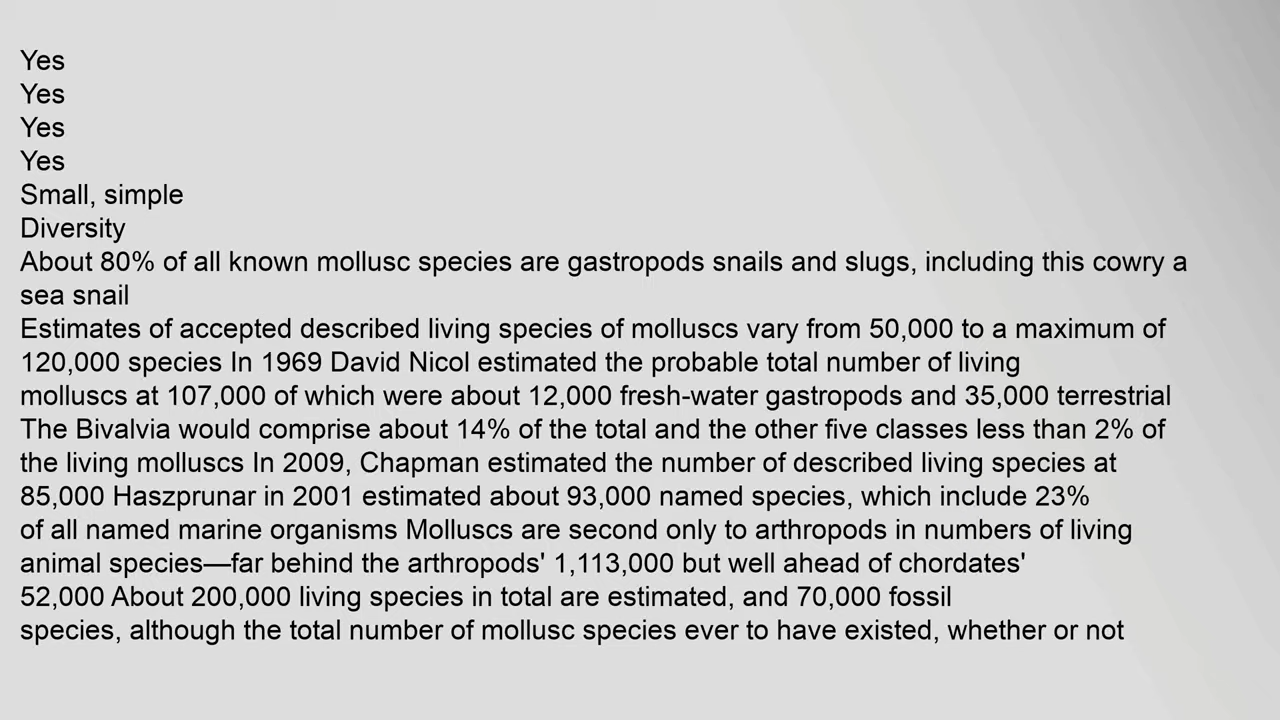 Yes
Yes
Yes
Yes
Small, simple
Diversity
About 80% of all known mollusc species are gastropods snails and slugs, including this cowry a
sea snail
Estimates of accepted described living species of molluscs vary from 50,000 to a maximum of
120,000 species In 1969 David Nicol estimated the probable total number of living
molluscs at 107,000 of which were about 12,000 fresh-water gastropods and 35,000 terrestrial
The Bivalvia would comprise about 14% of the total and the other five classes less than 2% of
the living molluscs In 2009, Chapman estimated the number of described living species at
85,000 Haszprunar in 2001 estimated about 93,000 named species, which include 23%
of all named marine organisms Molluscs are second only to arthropods in numbers of living
animal species—far behind the arthropods' 1,113,000 but well ahead of chordates'
52,000 About 200,000 living species in total are estimated, and 70,000 fossil
species, although the total number of mollusc species ever to have existed, whether or not